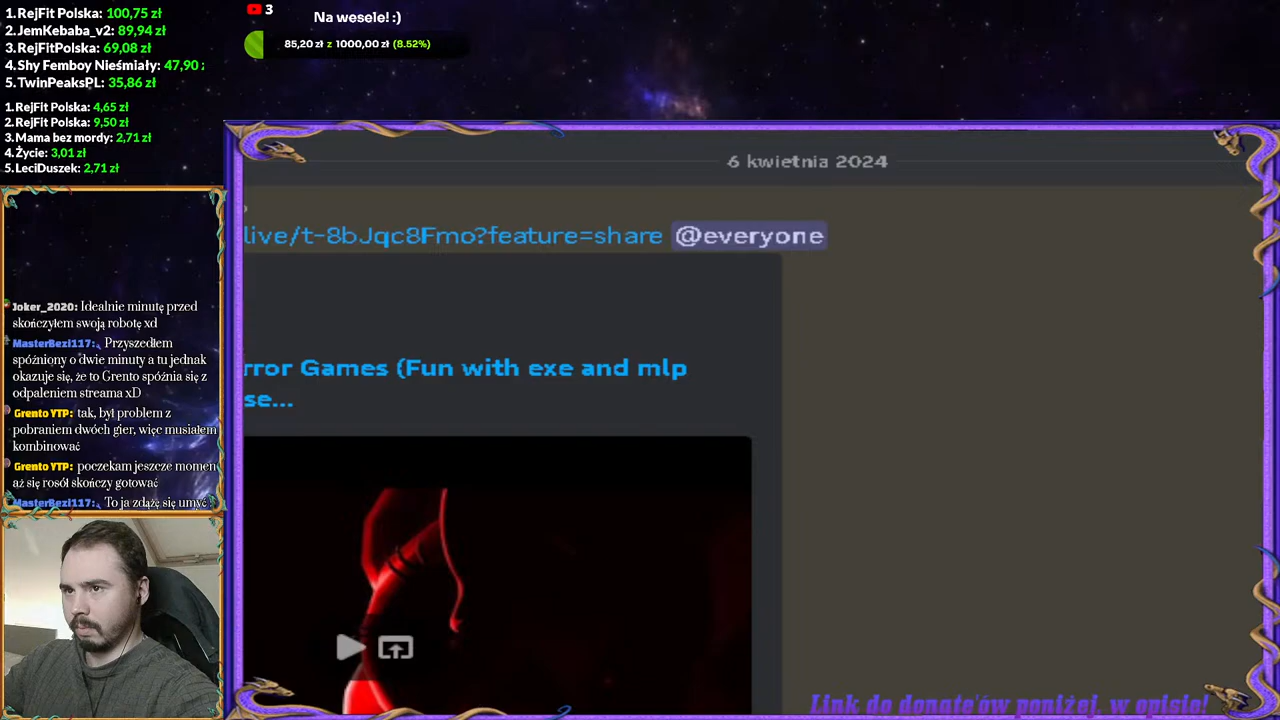 1.RejFit Polska: 100,75 zł
2.JemKebaba_v2: 89,94 zł
3.RejFitPolska: 69,08 zł
4.Shy Femboy Nieśmiały: 47,90
5.TwinPeaksPL: 35,86 zł
1.RejFit Polska: 4,65 zł
2.RejFit Polska: 9,50 zł
3.Mama bez mordy: 2,71 zł
4.Życie: 3,01 zł
5.LeciDuszek: 2,71 zł
3
Na wesele! :)
85,20 zł z 1000,00 zł (8.52%)
Joker_2020: Idealnie minutę przed
skończyłem swoją robotę xd
MasterBezi117: Przyszedłem
spóźniony o dwie minuty a tu jednak
okazuje się, że to Grento spóźnia się z
odpaleniem streama xD
Grento YTP: tak, był problem z
pobraniem dwóch gier, więc musiałem
kombinować
Grento YTP: poczekam jeszcze momen
aż się rosół skończy gotować
MasterBezi117: To ja zdążę się umyć
6 kwietnia 2024
live/t-8bJqc8Fmo?feature=share @everyone
rror Games (Fun with exe and mlp
se...
Link do donate'ów poniżej, w opisie!